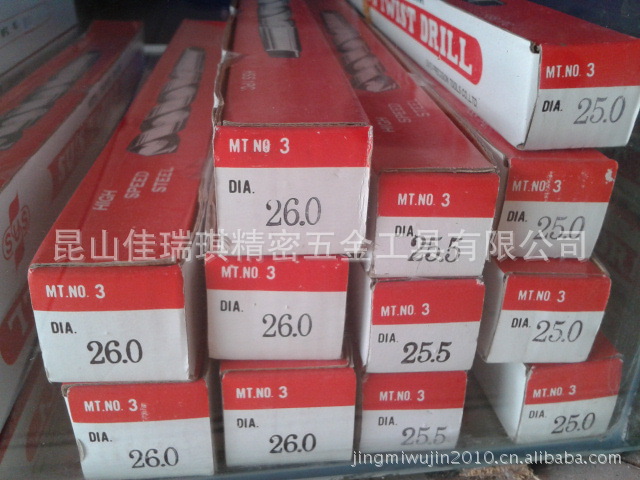 TWIST DRILL
MT.NO. 3
DIA. 25.0
HIGH
SPEED
STEEL
MT.NO 3
DIA. 26.0
HIGH
SPEED
STEEL
MT.NO. 3
DIA. 25.5
MT.NO. 3
DIA. 25.0
SUS
昆山佳瑞琪精密五金工具有限公司
MT.NO. 3
DIA. 26.0
MT.NO. 3
DIA. 26.0
MT.NO. 3
DIA. 25.5
MT.NO. 3
DIA. 25.0
MT.NO. 3
DIA. 26.0
MT.NO. 3
DIA. 26.0
MT.NO. 3
DIA. 25.5
MT.NO. 3
DIA. 25.0
jingmiwujin2010.cn.alibaba.com